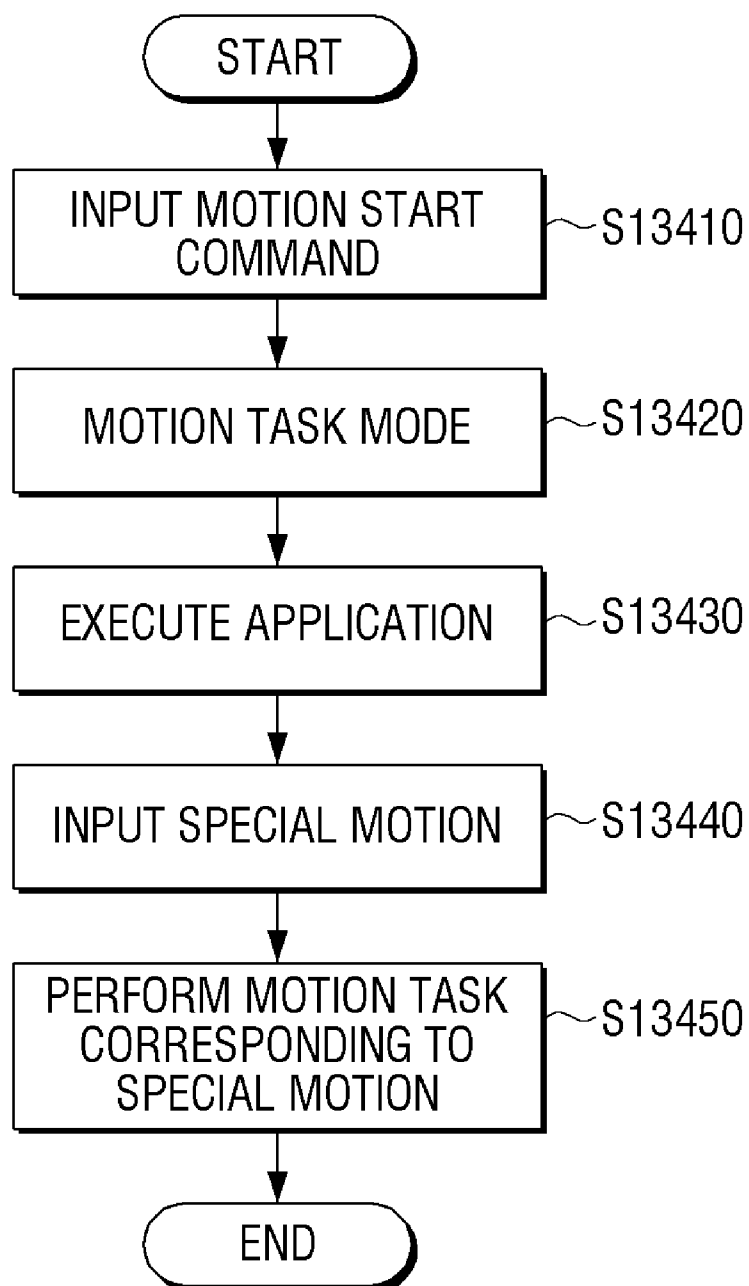 START
INPUT MOTION START
COMMAND
S13410
MOTION TASK MODE
S13420
EXECUTE APPLICATION
S13430
INPUT SPECIAL MOTION
S13440
PERFORM MOTION TASK
CORRESPONDING TO
SPECIAL MOTION
S13450
END